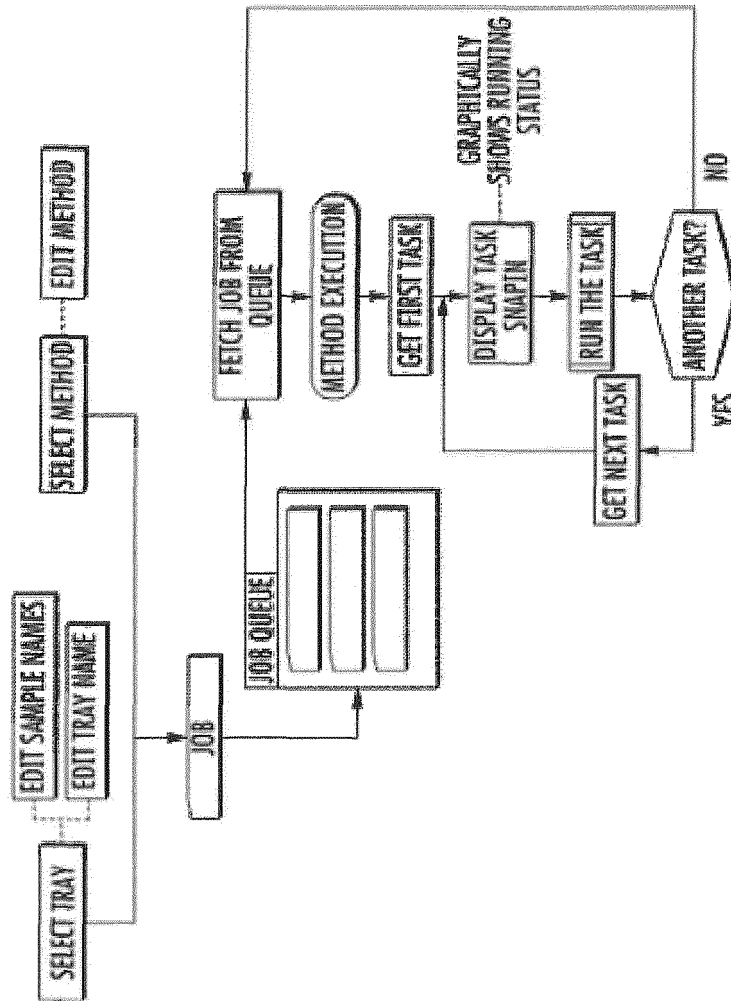 SELECT TRAY
EDIT SAMPLE NAMES
EDIT TRAY NAME
SELECT METHOD
EDIT METHOD
JOB
JOB QUEUE
FETCH JOB FROM
QUEUE
METHOD EXECUTION
GET FIRST TASK
DISPLAY TASK
SNAPIN
GRAPHICALLY
SHOWS RUNNING
STATUS
RUN THE TASK
ANOTHER TASK?
YES
NO
GET NEXT TASK